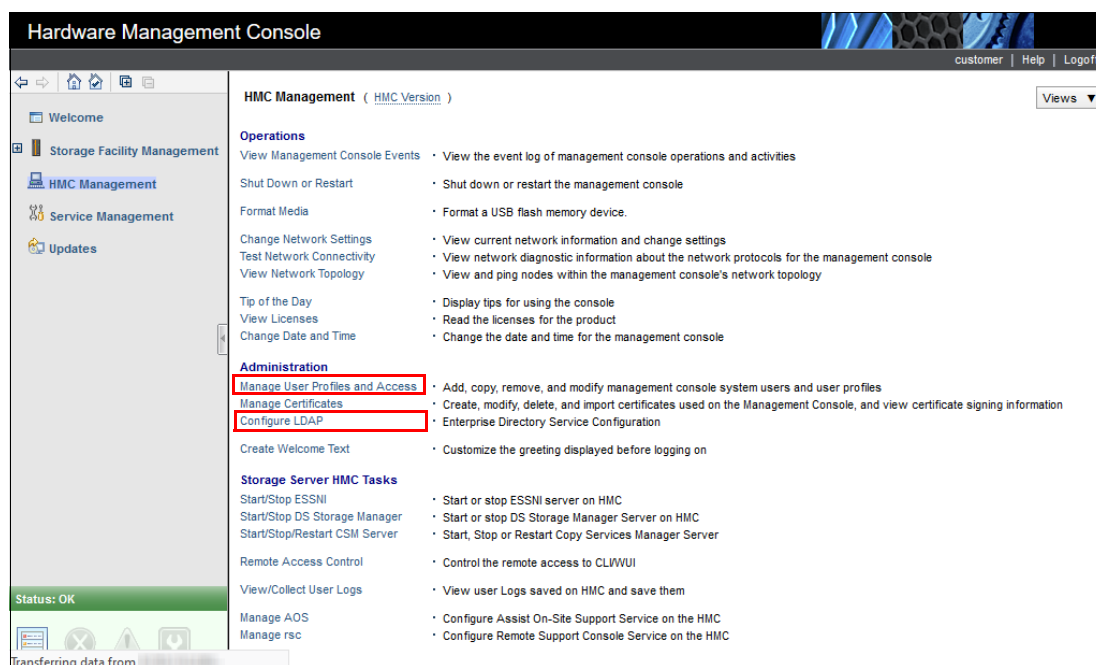 Hardware Management Console
customer | Help | Logoff
HMC Management ( HMC Version )
Views ▼
Welcome
Storage Facility Management
HMC Management
Service Management
Updates
Operations
View Management Console Events · View the event log of management console operations and activities
Shut Down or Restart · Shut down or restart the management console
Format Media · Format a USB flash memory device.
Change Network Settings · View current network information and change settings
Test Network Connectivity · View network diagnostic information about the network protocols for the management console
View Network Topology · View and ping nodes within the management console's network topology
Tip of the Day · Display tips for using the console
View Licenses · Read the licenses for the product
Change Date and Time · Change the date and time for the management console
Administration
Manage User Profiles and Access · Add, copy, remove, and modify management console system users and user profiles
Manage Certificates · Create, modify, delete, and import certificates used on the Management Console, and view certificate signing information
Configure LDAP · Enterprise Directory Service Configuration
Create Welcome Text · Customize the greeting displayed before logging on
Storage Server HMC Tasks
Start/Stop ESSNI · Start or stop ESSNI server on HMC
Start/Stop DS Storage Manager · Start or stop DS Storage Manager Server on HMC
Start/Stop/Restart CSM Server · Start, Stop or Restart Copy Services Manager Server
Remote Access Control · Control the remote access to CLI/WUI
View/Collect User Logs · View user Logs saved on HMC and save them
Manage AOS · Configure Assist On-Site Support Service on the HMC
Manage rsc · Configure Remote Support Console Service on the HMC
Status: OK
Transferring data from